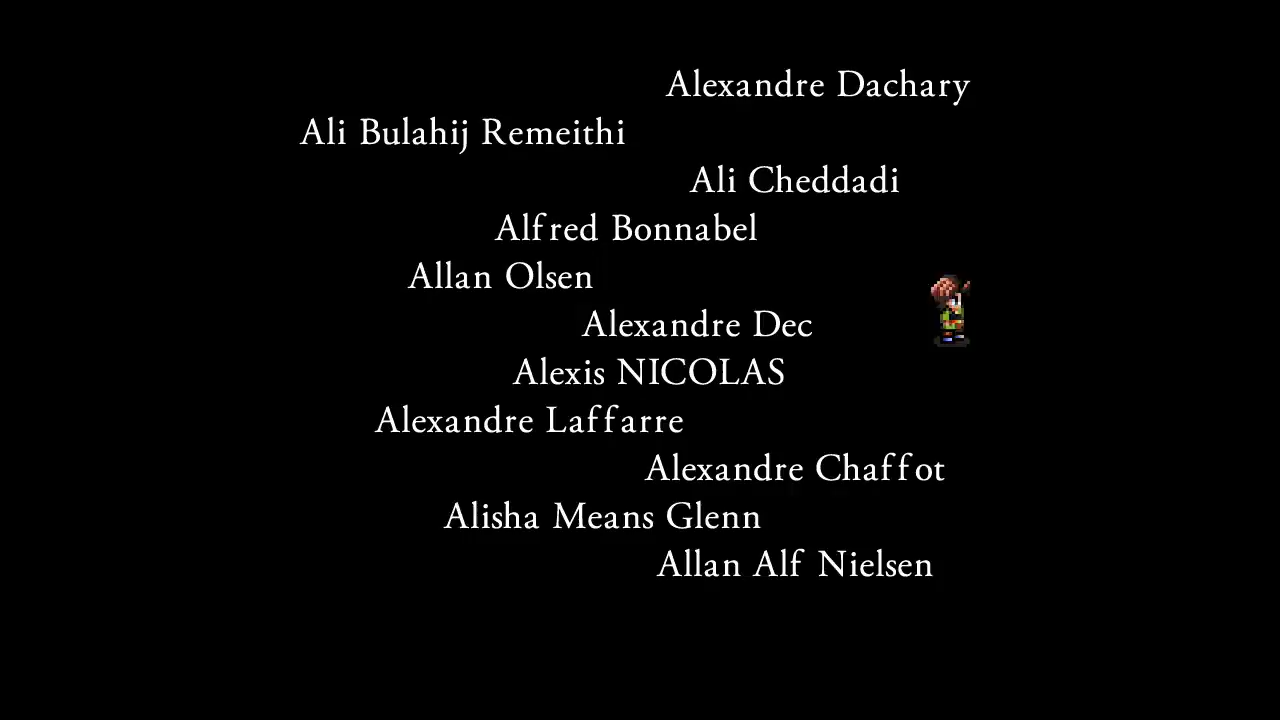 Alexandre Dachary
Ali Bulahij Remeithi
Ali Cheddadi
Alfred Bonnabel
Allan Olsen
Alexandre Dec
Alexis NICOLAS
Alexandre Laffarre
Alexandre Chaffot
Alisha Means Glenn
Allan Alf Nielsen